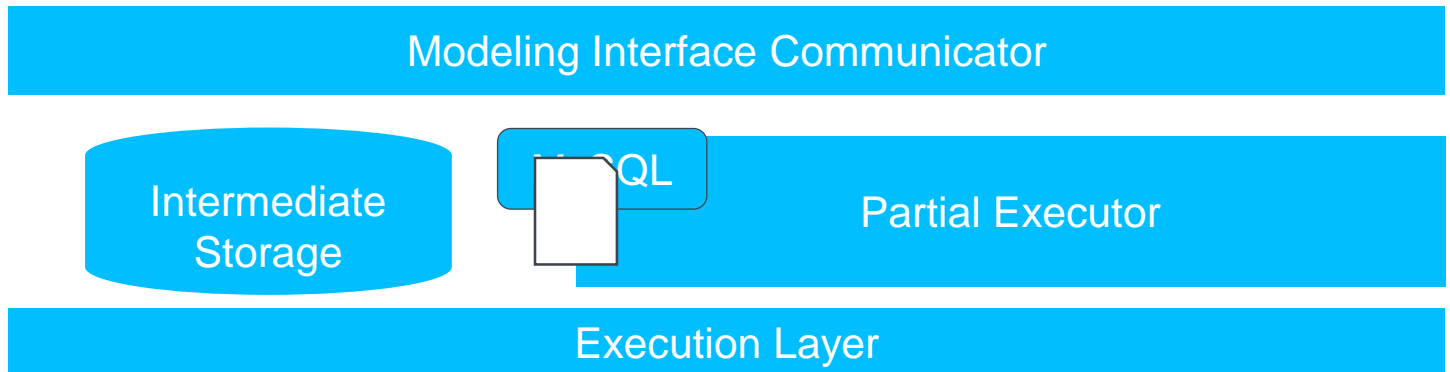 Modeling Interface Communicator
Intermediate
Storage
Partial Executor
Execution Layer